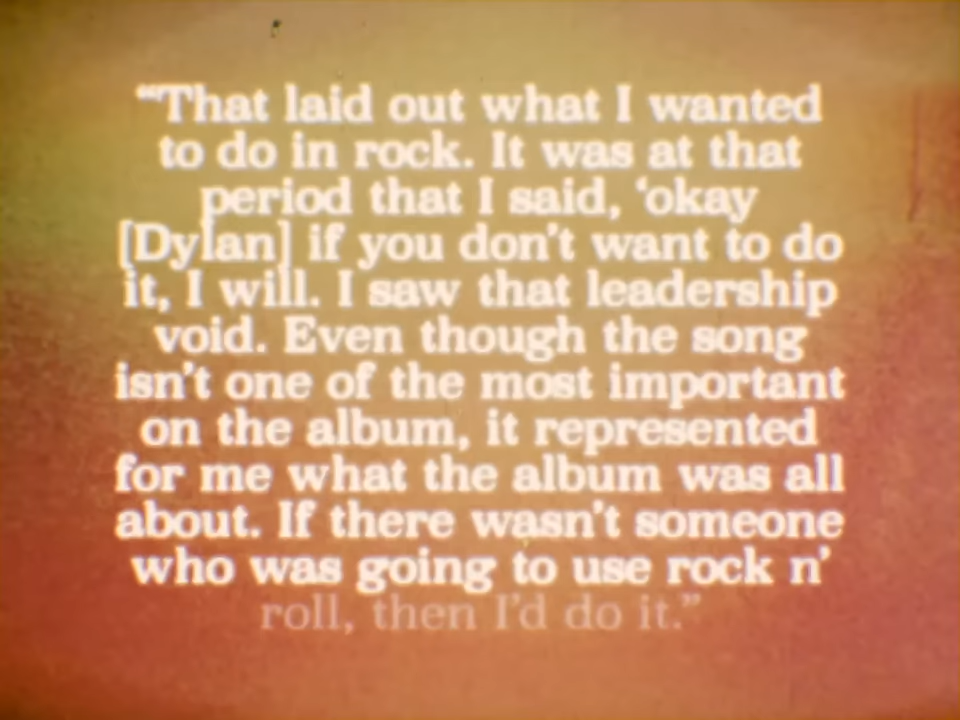 “That laid out what I wanted
to do in rock. It was at that
period that I said, ‘okay
[Dylan] if you don’t want to do
it, I will. I saw that leadership
void. Even though the song
isn’t one of the most important
on the album, it represented
for me what the album was all
about. If there wasn’t someone
who was going to use rock n’
roll, then I’d do it.”